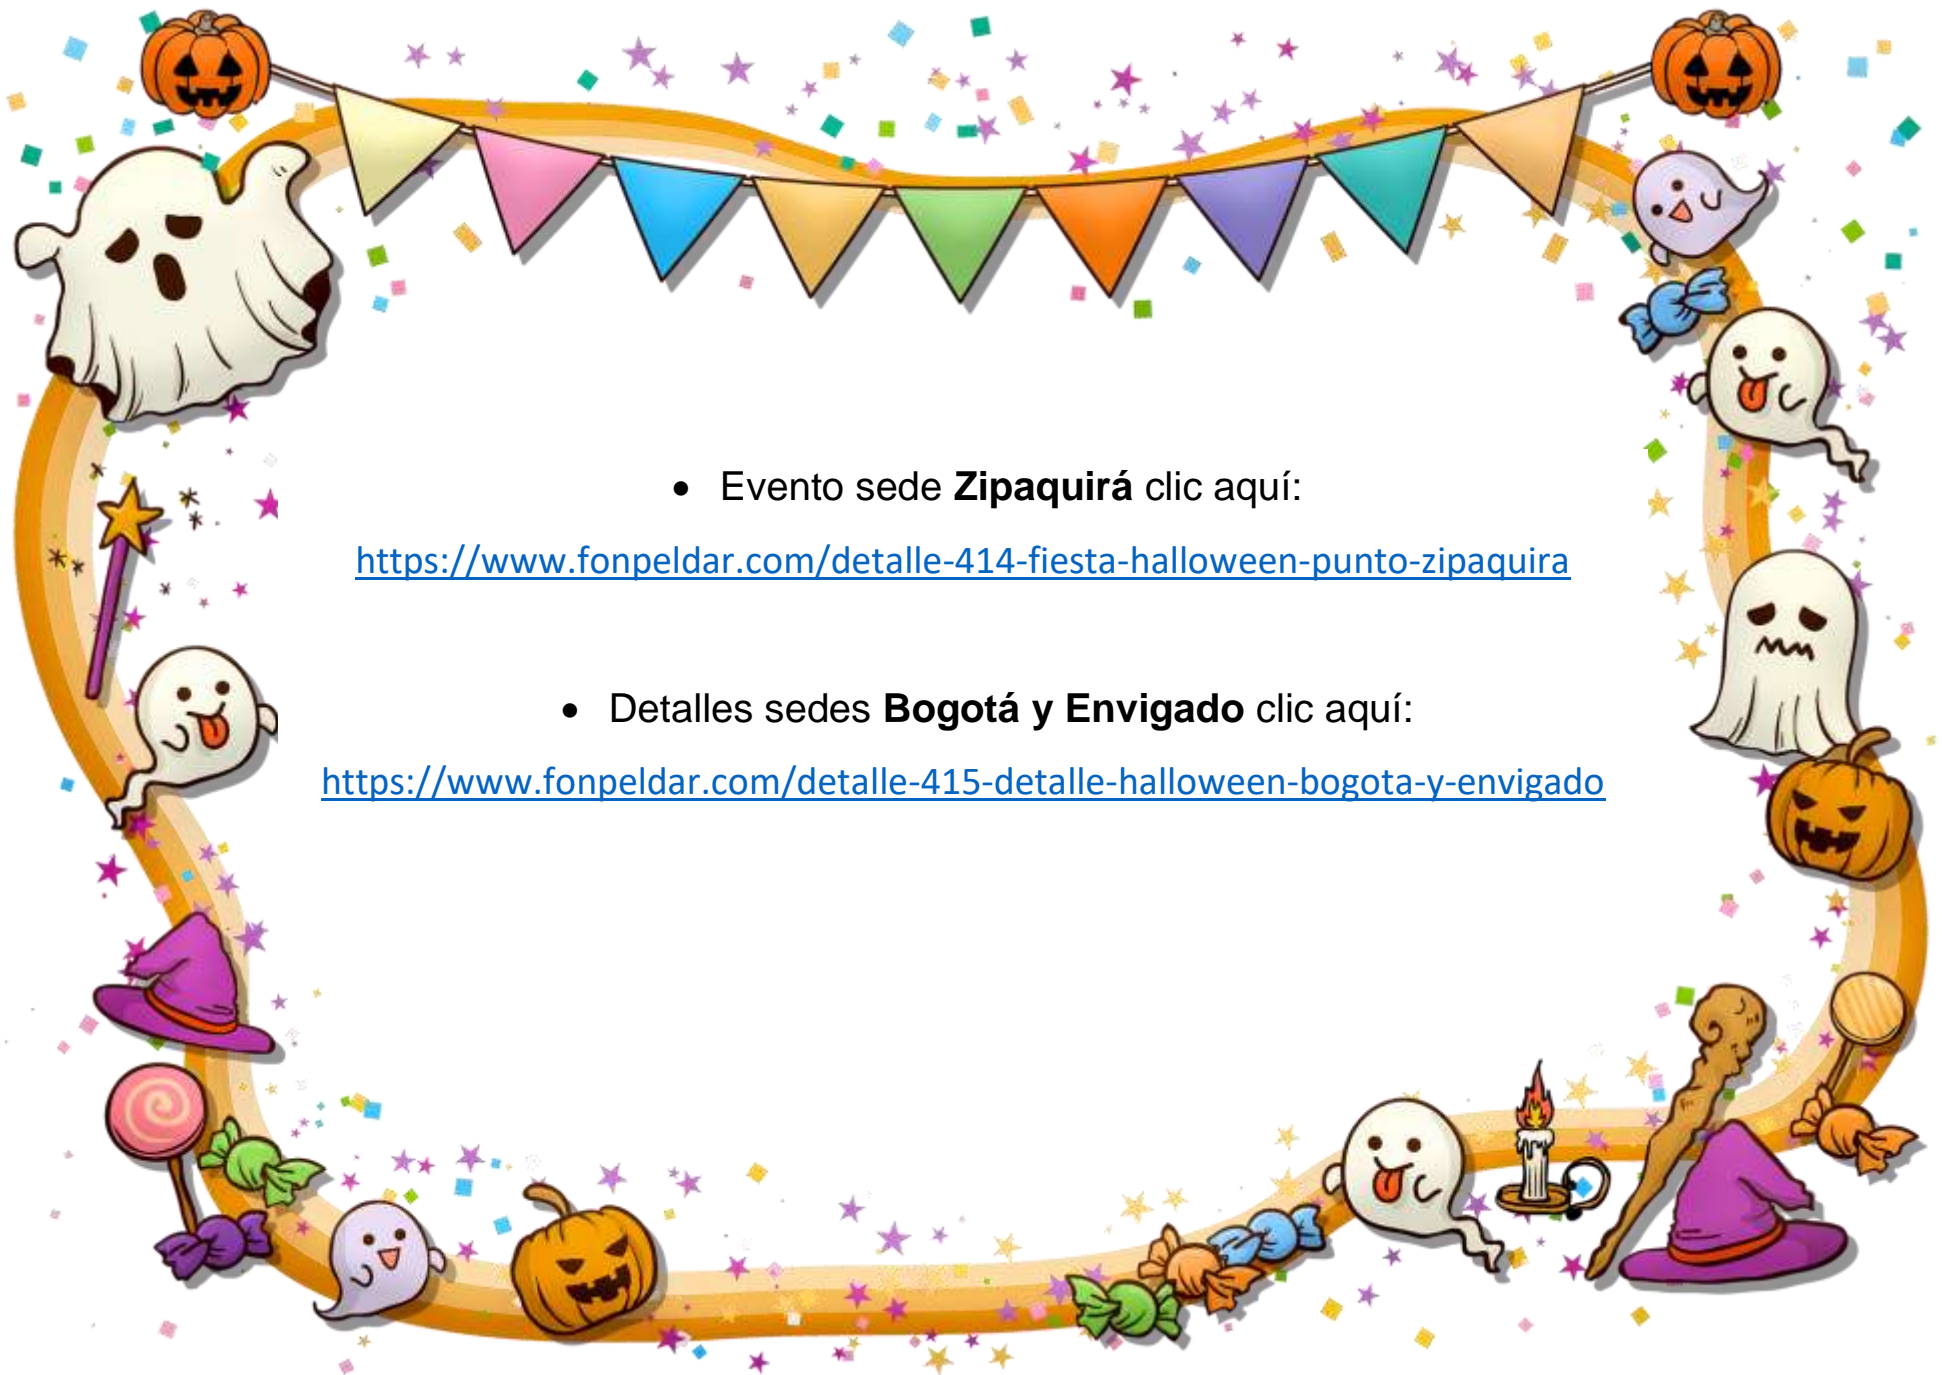 • Evento sede Zipaquirá clic aquí:
https://www.fonpeldar.com/detalle-414-fiesta-halloween-punto-zipaquira
• Detalles sedes Bogotá y Envigado clic aquí:
https://www.fonpeldar.com/detalle-415-detalle-halloween-bogota-y-envigado